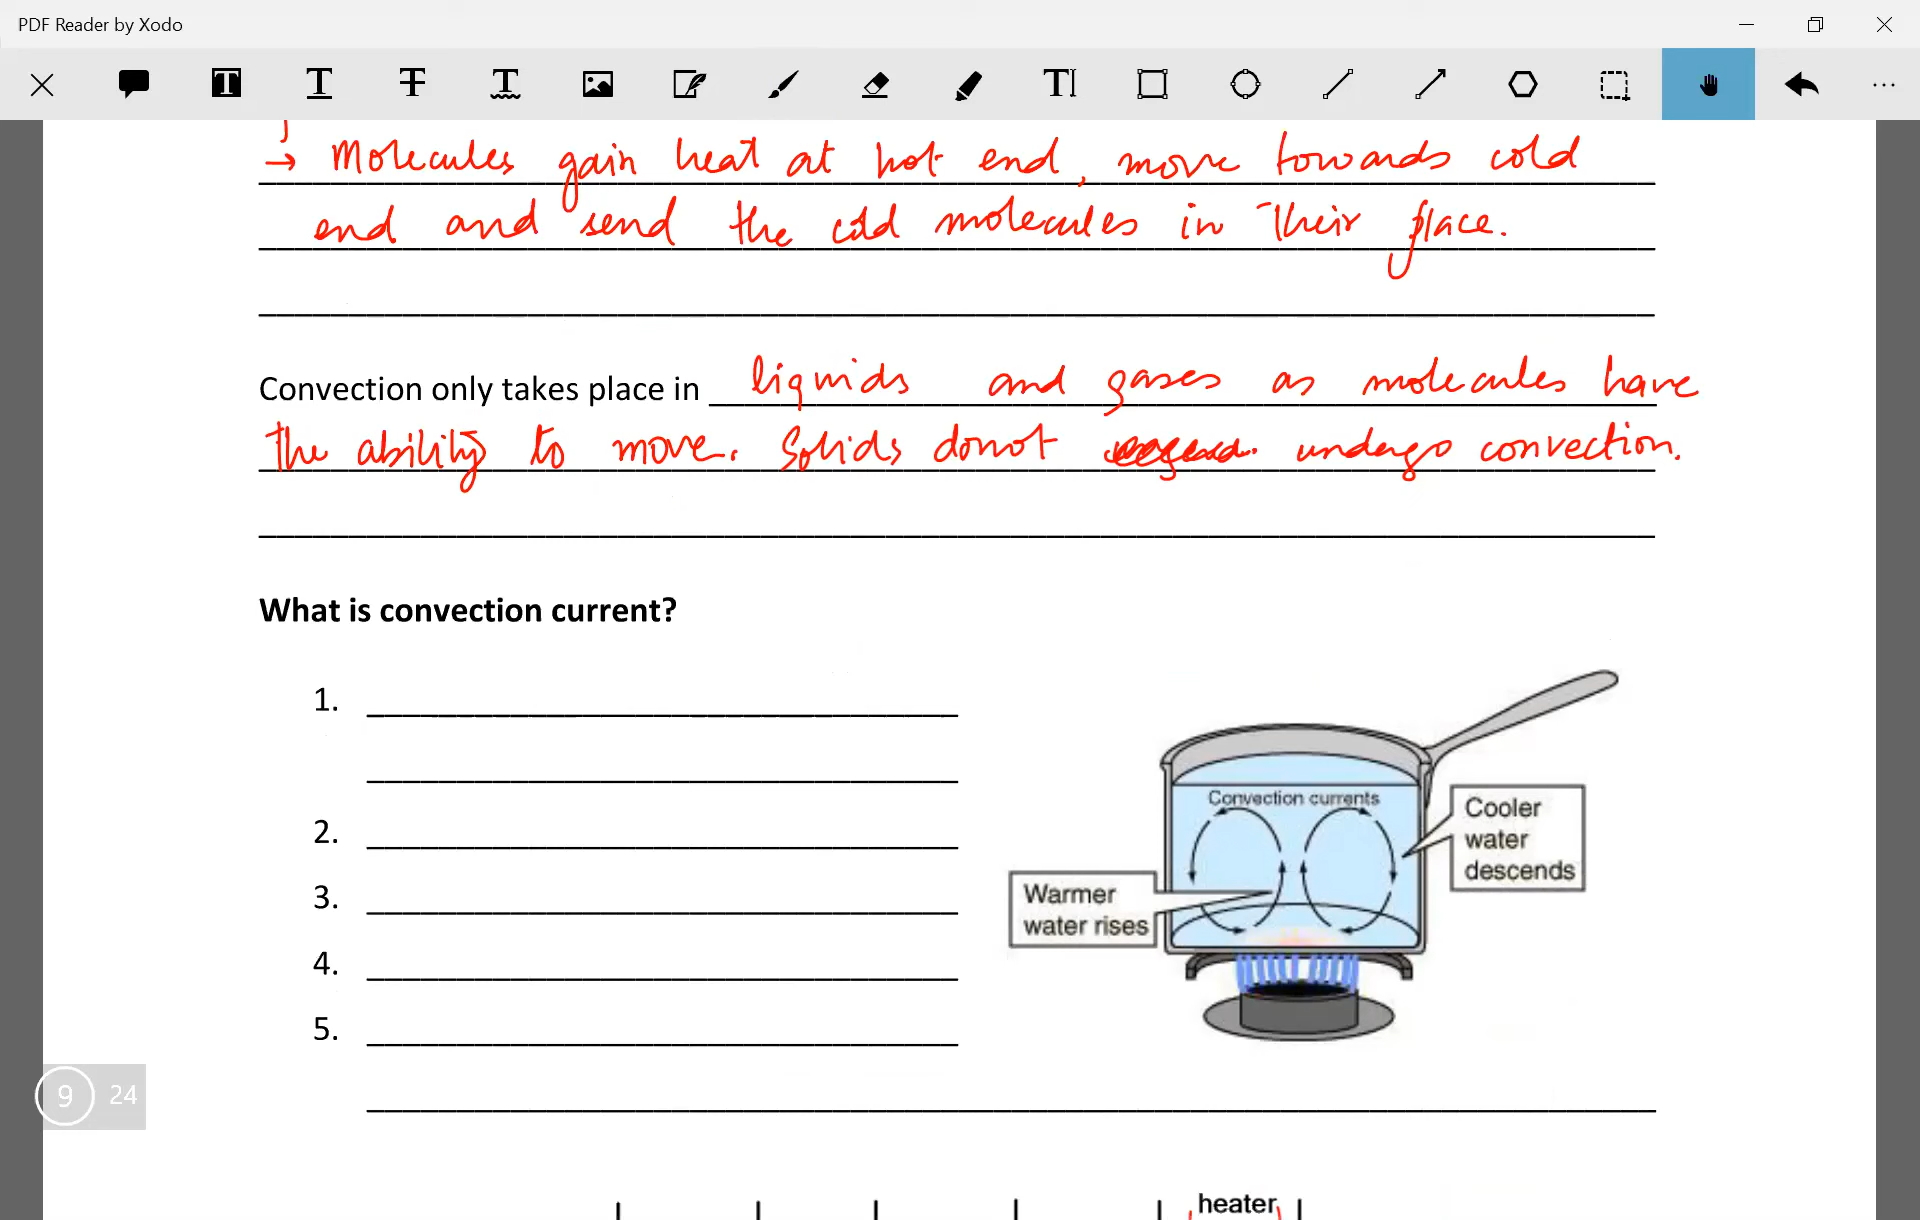 PDF Reader by Xodo
→ Molecules gain heat at hot end, move towards cold
end and send the cold molecules in their place.
Convection only takes place in liquids and gases as molecules have
the ability to move. Solids donot undergo convection.
What is convection current?
1.
Convection currents
Cooler
water
descends
2.
Warmer
water rises
3.
4.
5.
9 24
heater